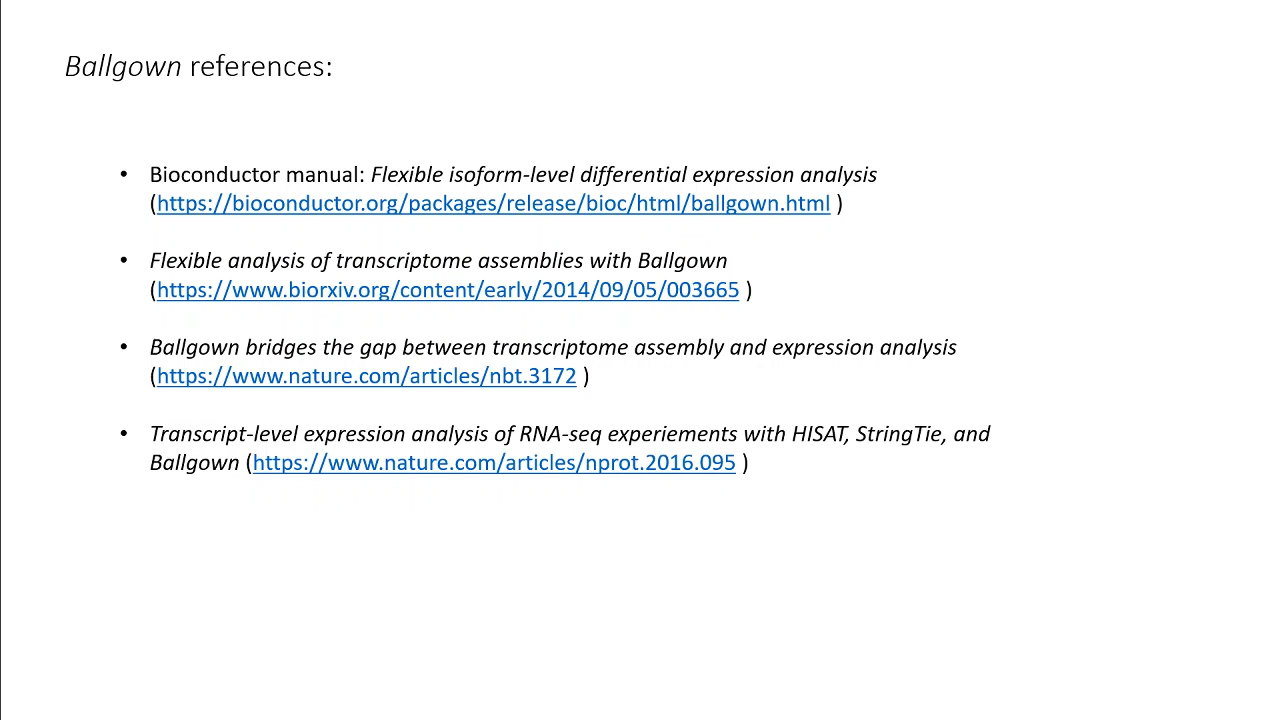 Ballgown references:
• Bioconductor manual: Flexible isoform-level differential expression analysis
(https://bioconductor.org/packages/release/bioc/html/ballgown.html )
• Flexible analysis of transcriptome assemblies with Ballgown
(https://www.biorxiv.org/content/early/2014/09/05/003665 )
• Ballgown bridges the gap between transcriptome assembly and expression analysis
(https://www.nature.com/articles/nbt.3172 )
• Transcript-level expression analysis of RNA-seq experiements with HISAT, StringTie, and
Ballgown (https://www.nature.com/articles/nprot.2016.095 )